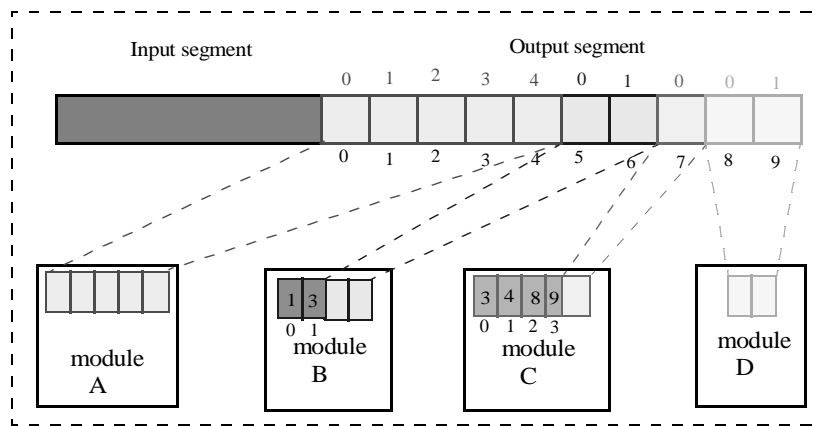 Input segment
Output segment
0 1 2 3 4 0 1 0 0 1
0 1 2 3 4 5 6 7 8 9
1 3
0 1
3 4 8 9
0 1 2 3
module
A
module
B
module
C
module
D